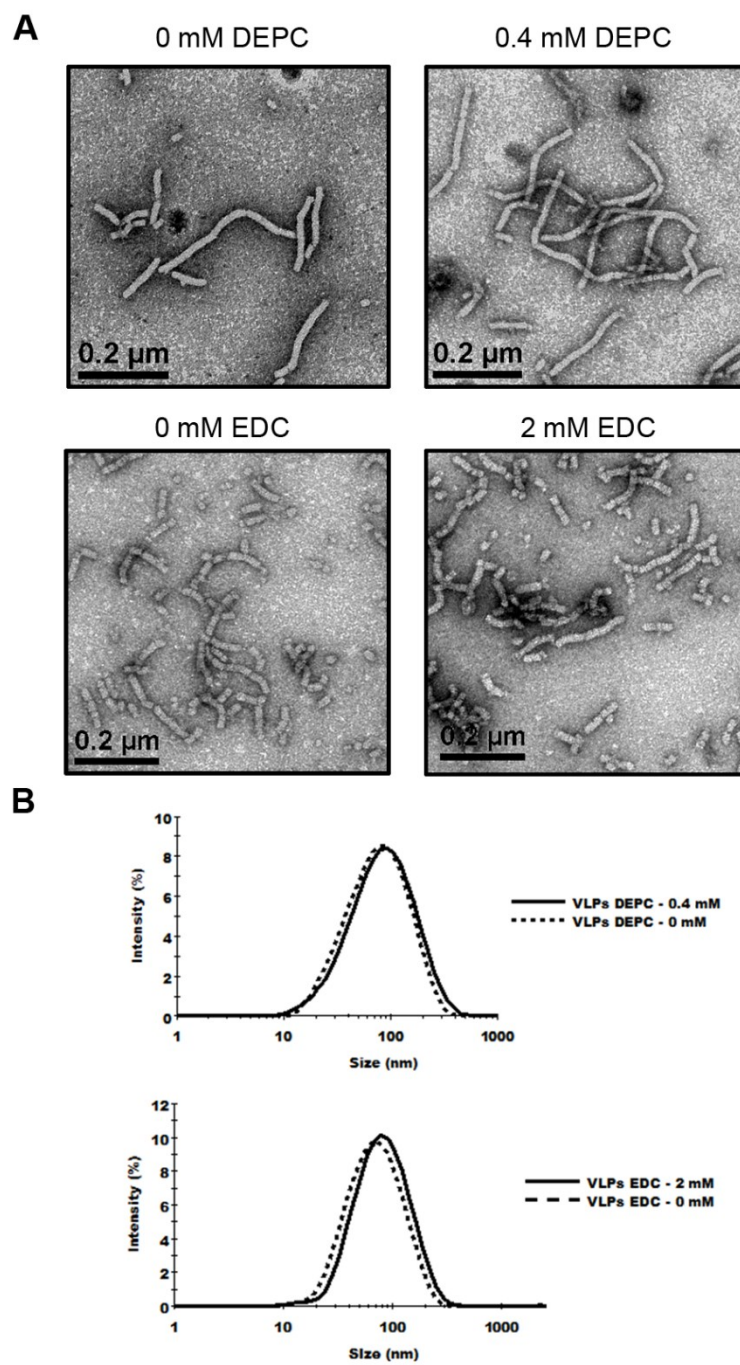 A
0 mM DEPC
0.4 mM DEPC
0.2 µm
0.2 µm
0 mM EDC
2 mM EDC
0.2 µm
0.2 µm
B
10
8
6
4
2
0
Intensity (%)
1
10
100
1000
Size (nm)
VLPs DEPC - 0.4 mM
VLPs DEPC - 0 mM
12
10
8
6
4
2
0
Intensity (%)
1
10
100
1000
Size (nm)
VLPs EDC - 2 mM
VLPs EDC - 0 mM